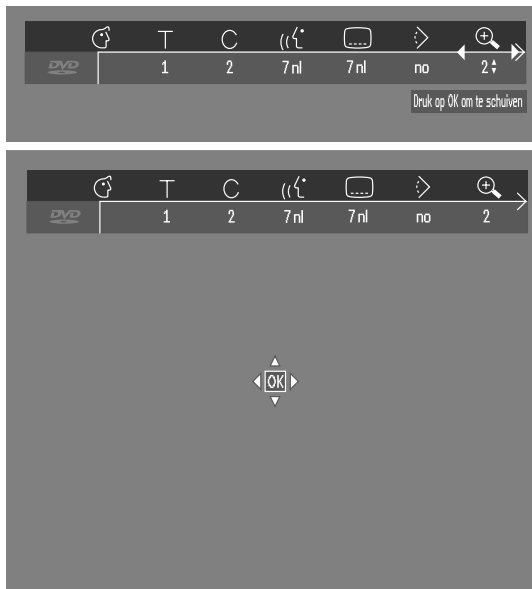 T C
DVD 1 2 7 nl 7 nl no 2
Druk op OK om te schuiven
T C
DVD 1 2 7 nl 7 nl no 2
OK